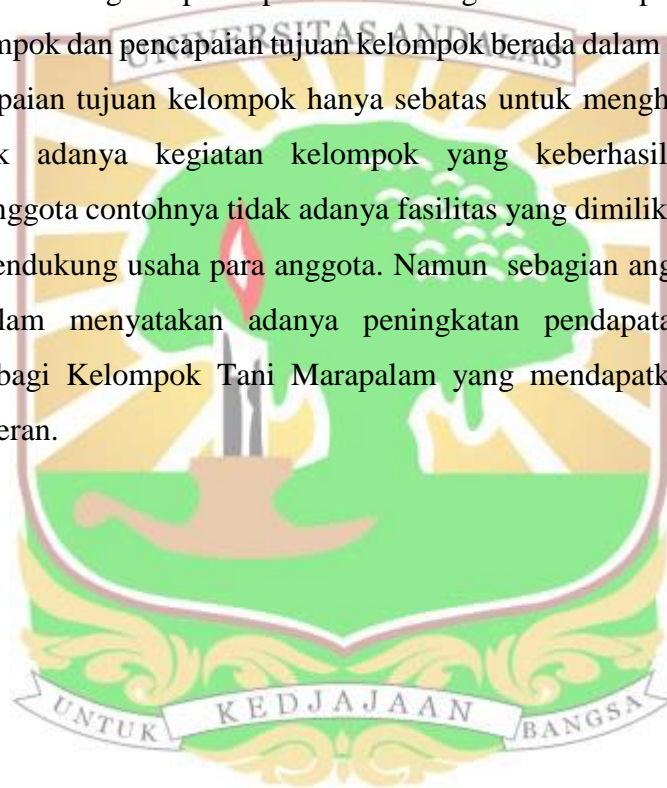 UNIVERSITAS ANDALAS
mpok dan pencapaian tujuan kelompok berada dalam
paian tujuan kelompok hanya sebatas untuk mengh
k adanya kegiatan kelompok yang keberhasil
nggota contohnya tidak adanya fasilitas yang dimilik
endukung usaha para anggota. Namun sebagian ang
lam menyatakan adanya peningkatan pendapata
bagi Kelompok Tani Marapalam yang mendapatk
eran.
UNTUK KEDJAJAAN BANGSA